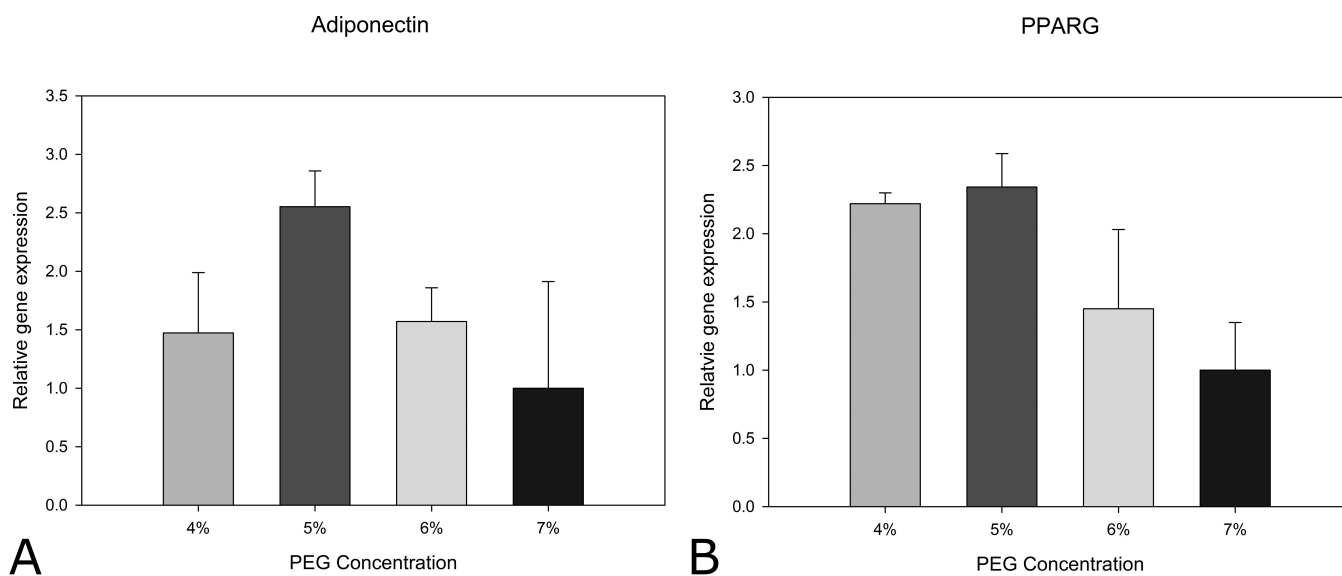 Adiponectin
3.5
3.0
2.5
2.0
1.5
1.0
0.5
0.0
Relative gene expression
4% 5% 6% 7%
PEG Concentration
A
PPARG
3.0
2.5
2.0
1.5
1.0
0.5
0.0
Relatvie gene expression
4% 5% 6% 7%
PEG Concentration
B